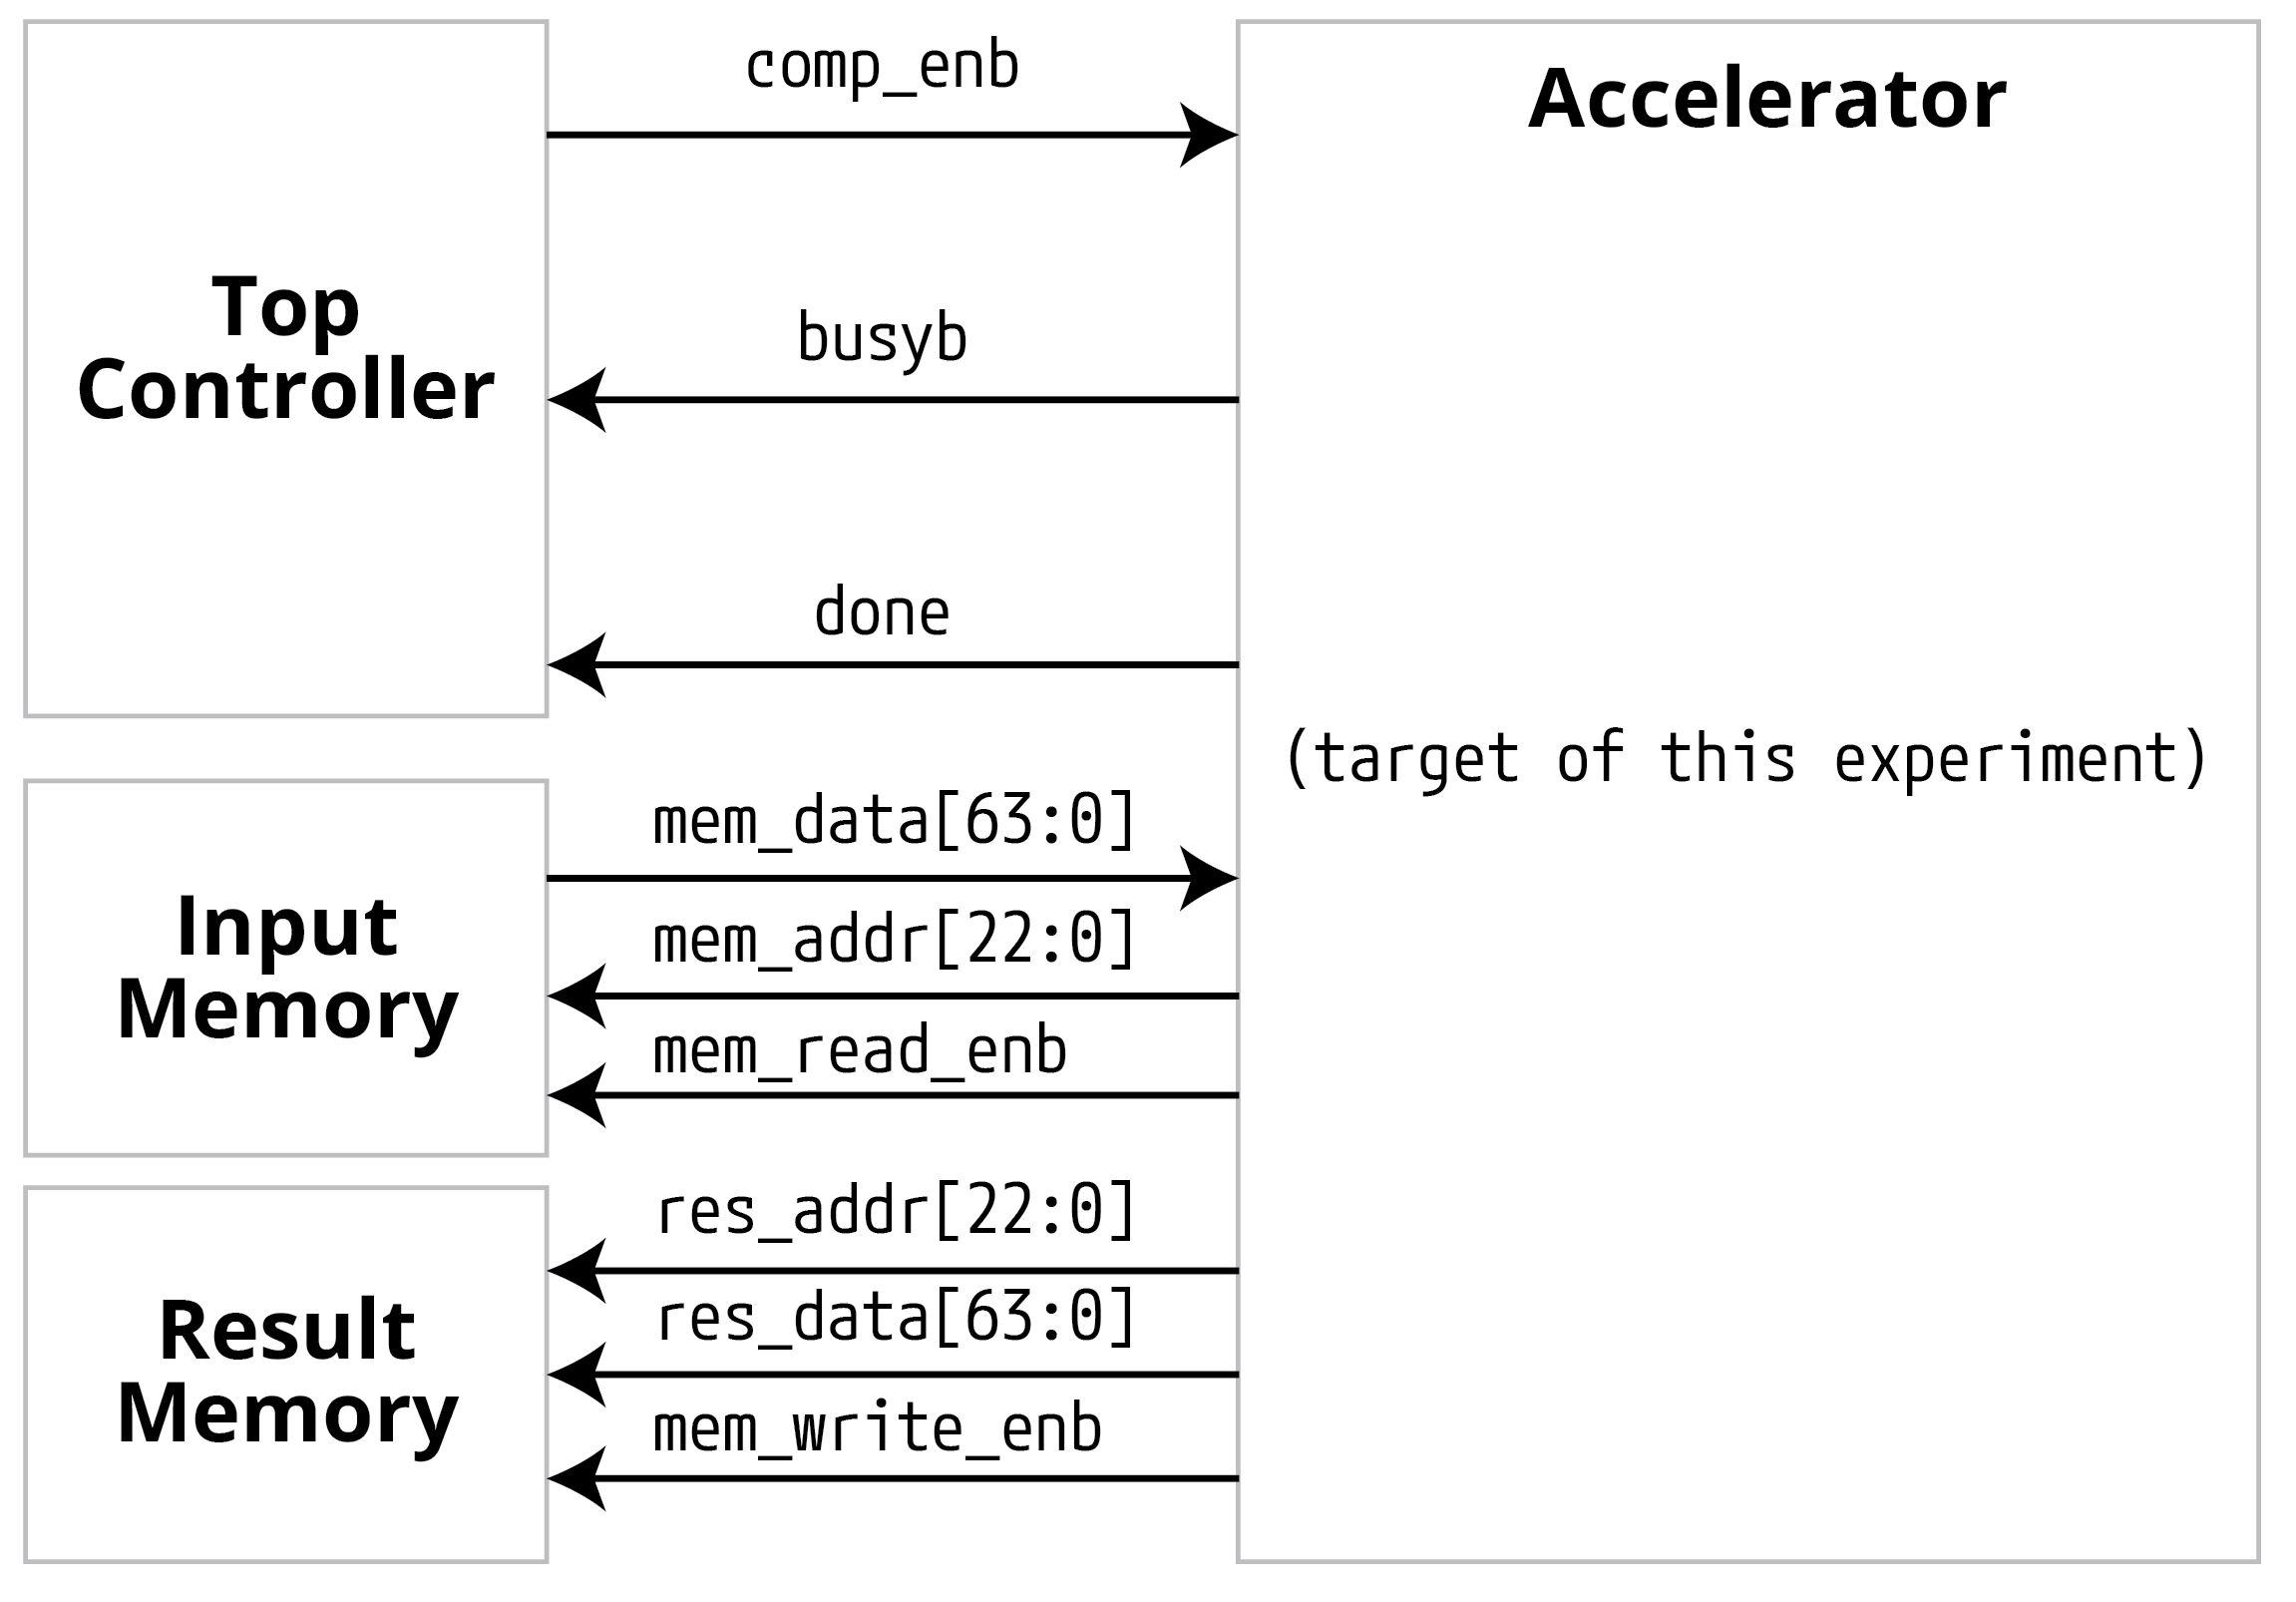 comp_enb
Accelerator
Top
Controller
busyb
done
(target of this experiment)
mem_data[63:0]
Input
Memory
mem_addr[22:0]
mem_read_enb
res_addr[22:0]
Result
Memory
res_data[63:0]
mem_write_enb